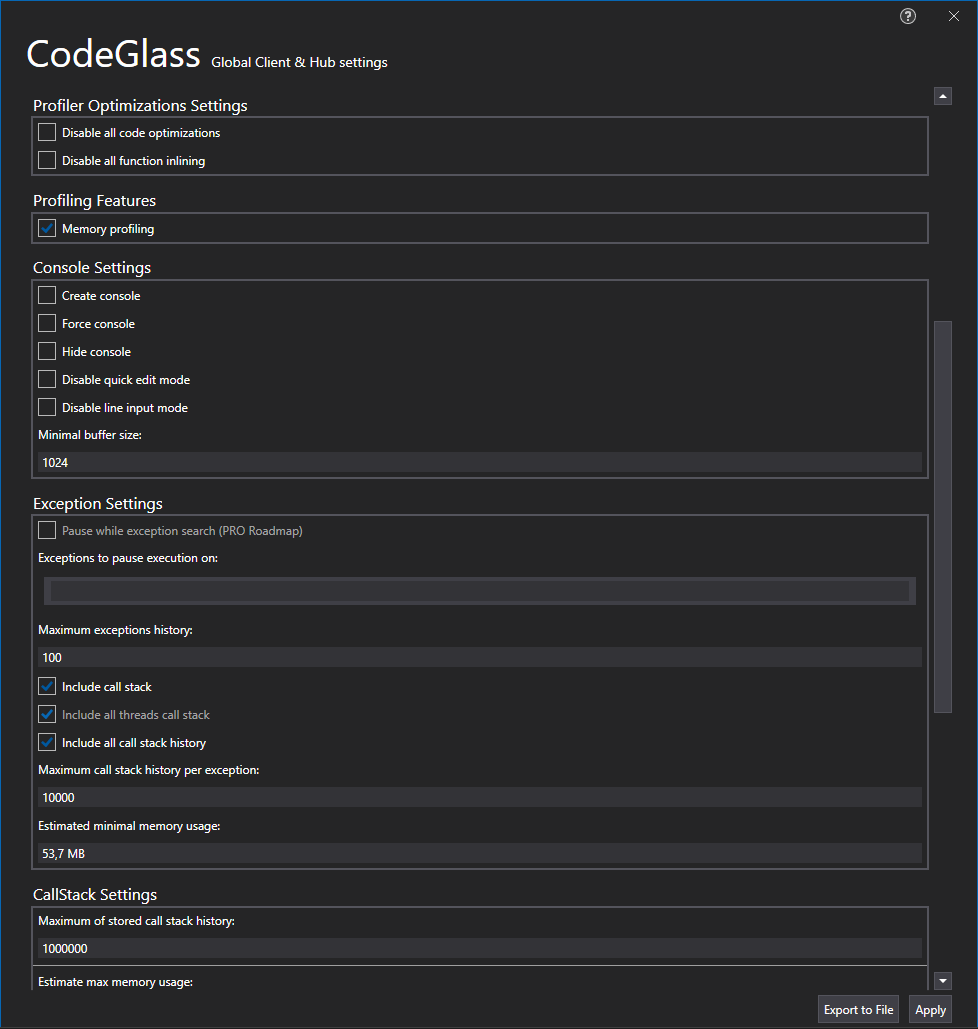 CodeGlass Global Client & Hub settings
Profiler Optimizations Settings
Disable all code optimizations
Disable all function inlining
Profiling Features
Memory profiling
Console Settings
Create console
Force console
Hide console
Disable quick edit mode
Disable line input mode
Minimal buffer size:
1024
Exception Settings
Pause while exception search (PRO Roadmap)
Exceptions to pause execution on:
Maximum exceptions history:
100
Include call stack
Include all threads call stack
Include all call stack history
Maximum call stack history per exception:
10000
Estimated minimal memory usage:
53,7 MB
CallStack Settings
Maximum of stored call stack history:
1000000
Estimate max memory usage:
Export to File Apply